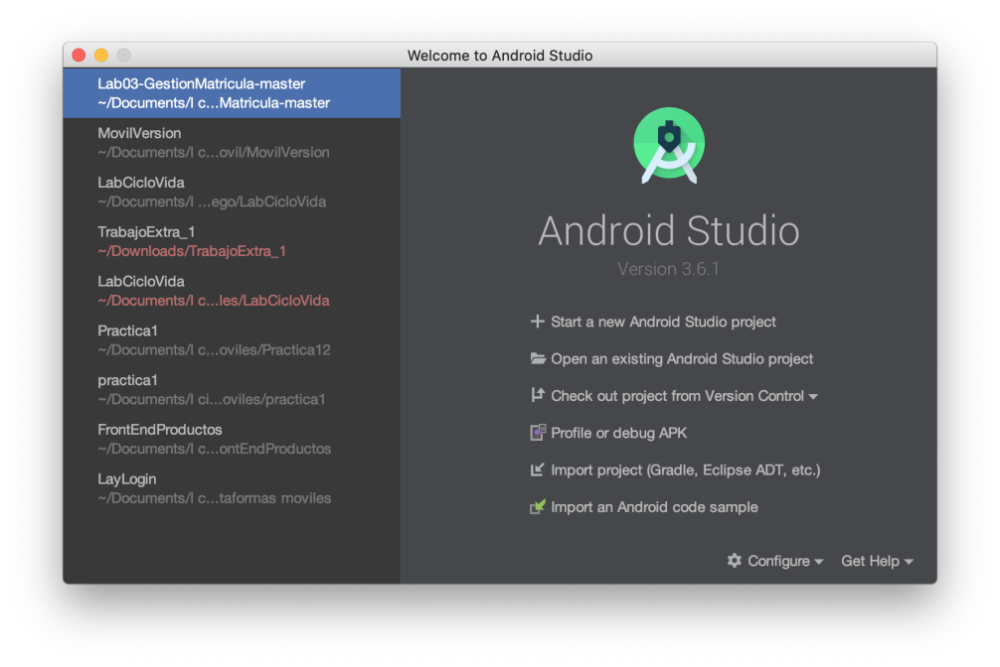 Welcome to Android Studio
Lab03-GestionMatricula-master
~/Documents/I c...Matricula-master
MovilVersion
~/Documents/I c...ovil/MovilVersion
LabCicloVida
~/Documents/I ...ego/LabCicloVida
TrabajoExtra_1
~/Downloads/TrabajoExtra_1
LabCicloVida
~/Documents/I c...les/LabCicloVida
Practica1
~/Documents/I c...oviles/Practica12
practica1
~/Documents/I ci...oviles/practica1
FrontEndProductos
~/Documents/I c...ontEndProductos
LayLogin
~/Documents/I c...taformas moviles
Android Studio
Version 3.6.1
Start a new Android Studio project
Open an existing Android Studio project
Check out project from Version Control
Profile or debug APK
Import project (Gradle, Eclipse ADT, etc.)
Import an Android code sample
Configure
Get Help